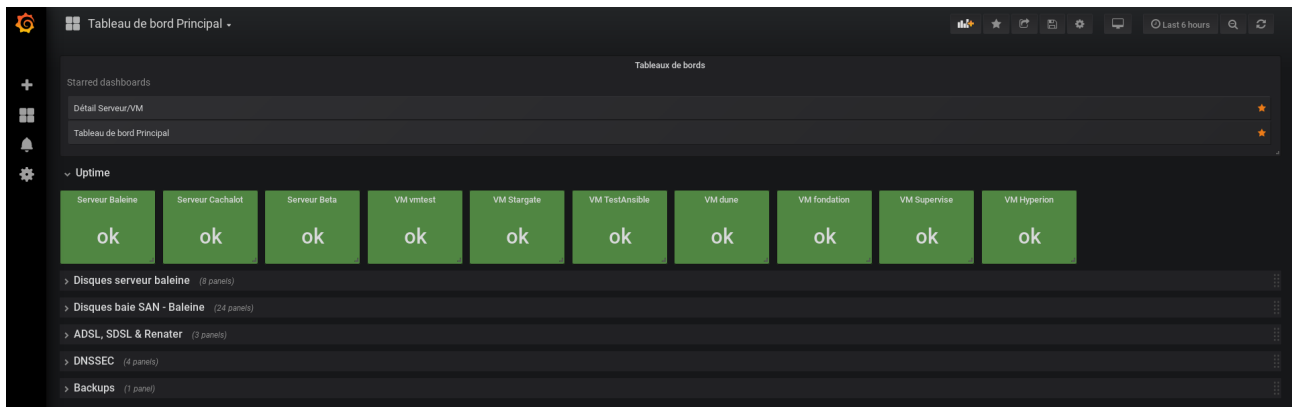 Tableau de bord Principal
Last 6 hours
Tableaux de bords
Starred dashboards
Détail Serveur/VM
Tableau de bord Principal
Uptime
Serveur Baleine Serveur Cachalot Serveur Beta VM vmtest VM Stargate VM TestAnsible VM dune VM fondation VM Supervise VM Hyperion
ok ok ok ok ok ok ok ok ok ok
Disques serveur baleine (8 panels)
Disques baie SAN - Baleine (24 panels)
ADSL, SDSL & Renater (3 panels)
DNSSEC (4 panels)
Backups (1 panel)